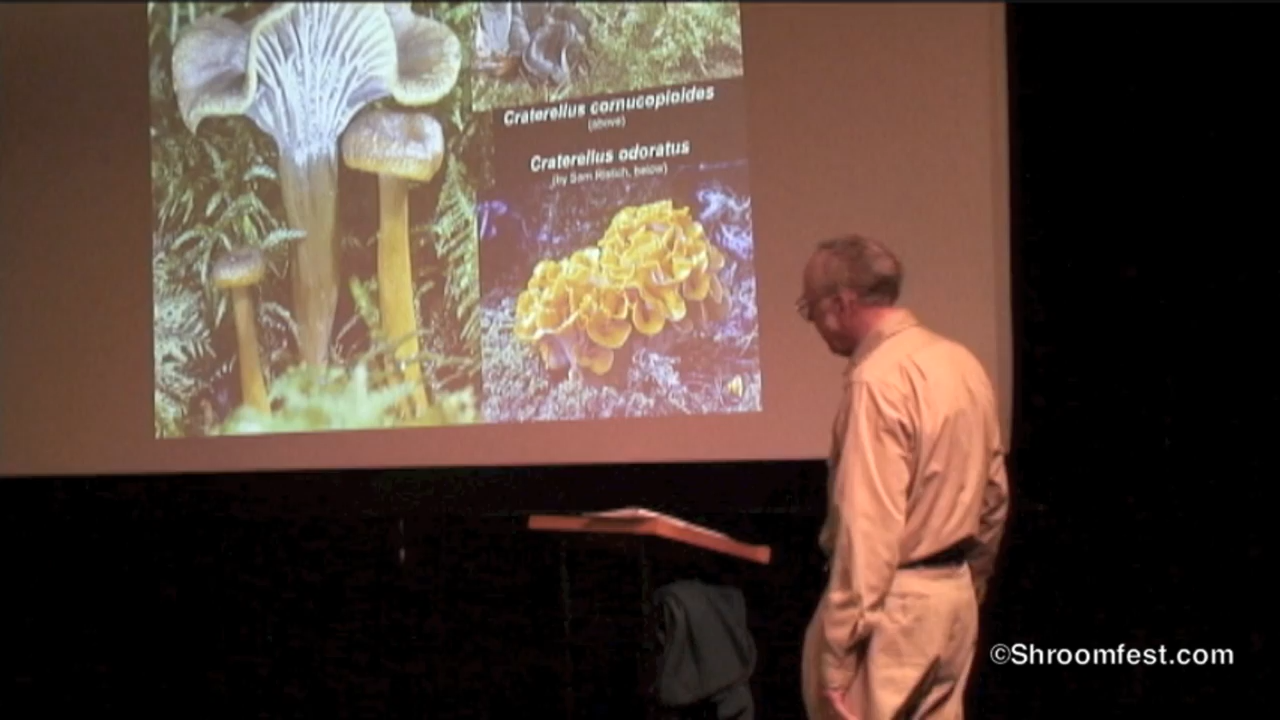 Craterellus cornucopioides
(above)
Craterellus odoratus
(by Sam Ristich, below)
©Shroomfest.com